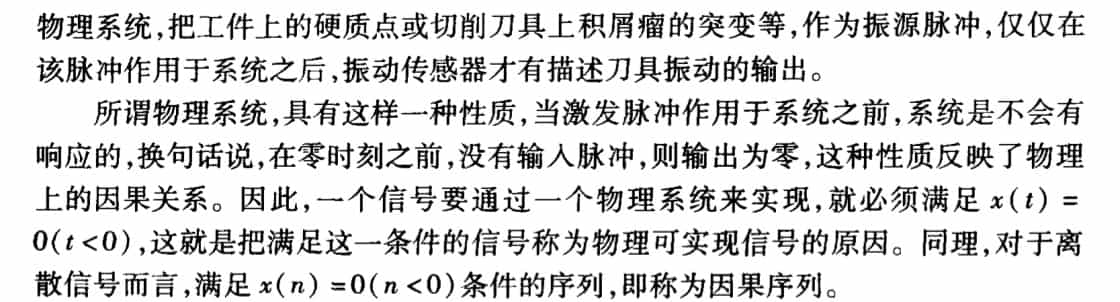 物理系统,把工件上的硬质点或切削刀具上积屑瘤的突变等,作为振源脉冲,仅仅在
该脉冲作用于系统之后,振动传感器才有描述刀具振动的输出。
所谓物理系统,具有这样一种性质,当激发脉冲作用于系统之前,系统是不会有
响应的,换句话说,在零时刻之前,没有输入脉冲,则输出为零,这种性质反映了物理
上的因果关系。因此,一个信号要通过一个物理系统来实现,就必须满足 x(t) =
0(t<0),这就是把满足这一条件的信号称为物理可实现信号的原因。同理,对于离
散信号而言,满足 x(n) =0(n<0)条件的序列,即称为因果序列。